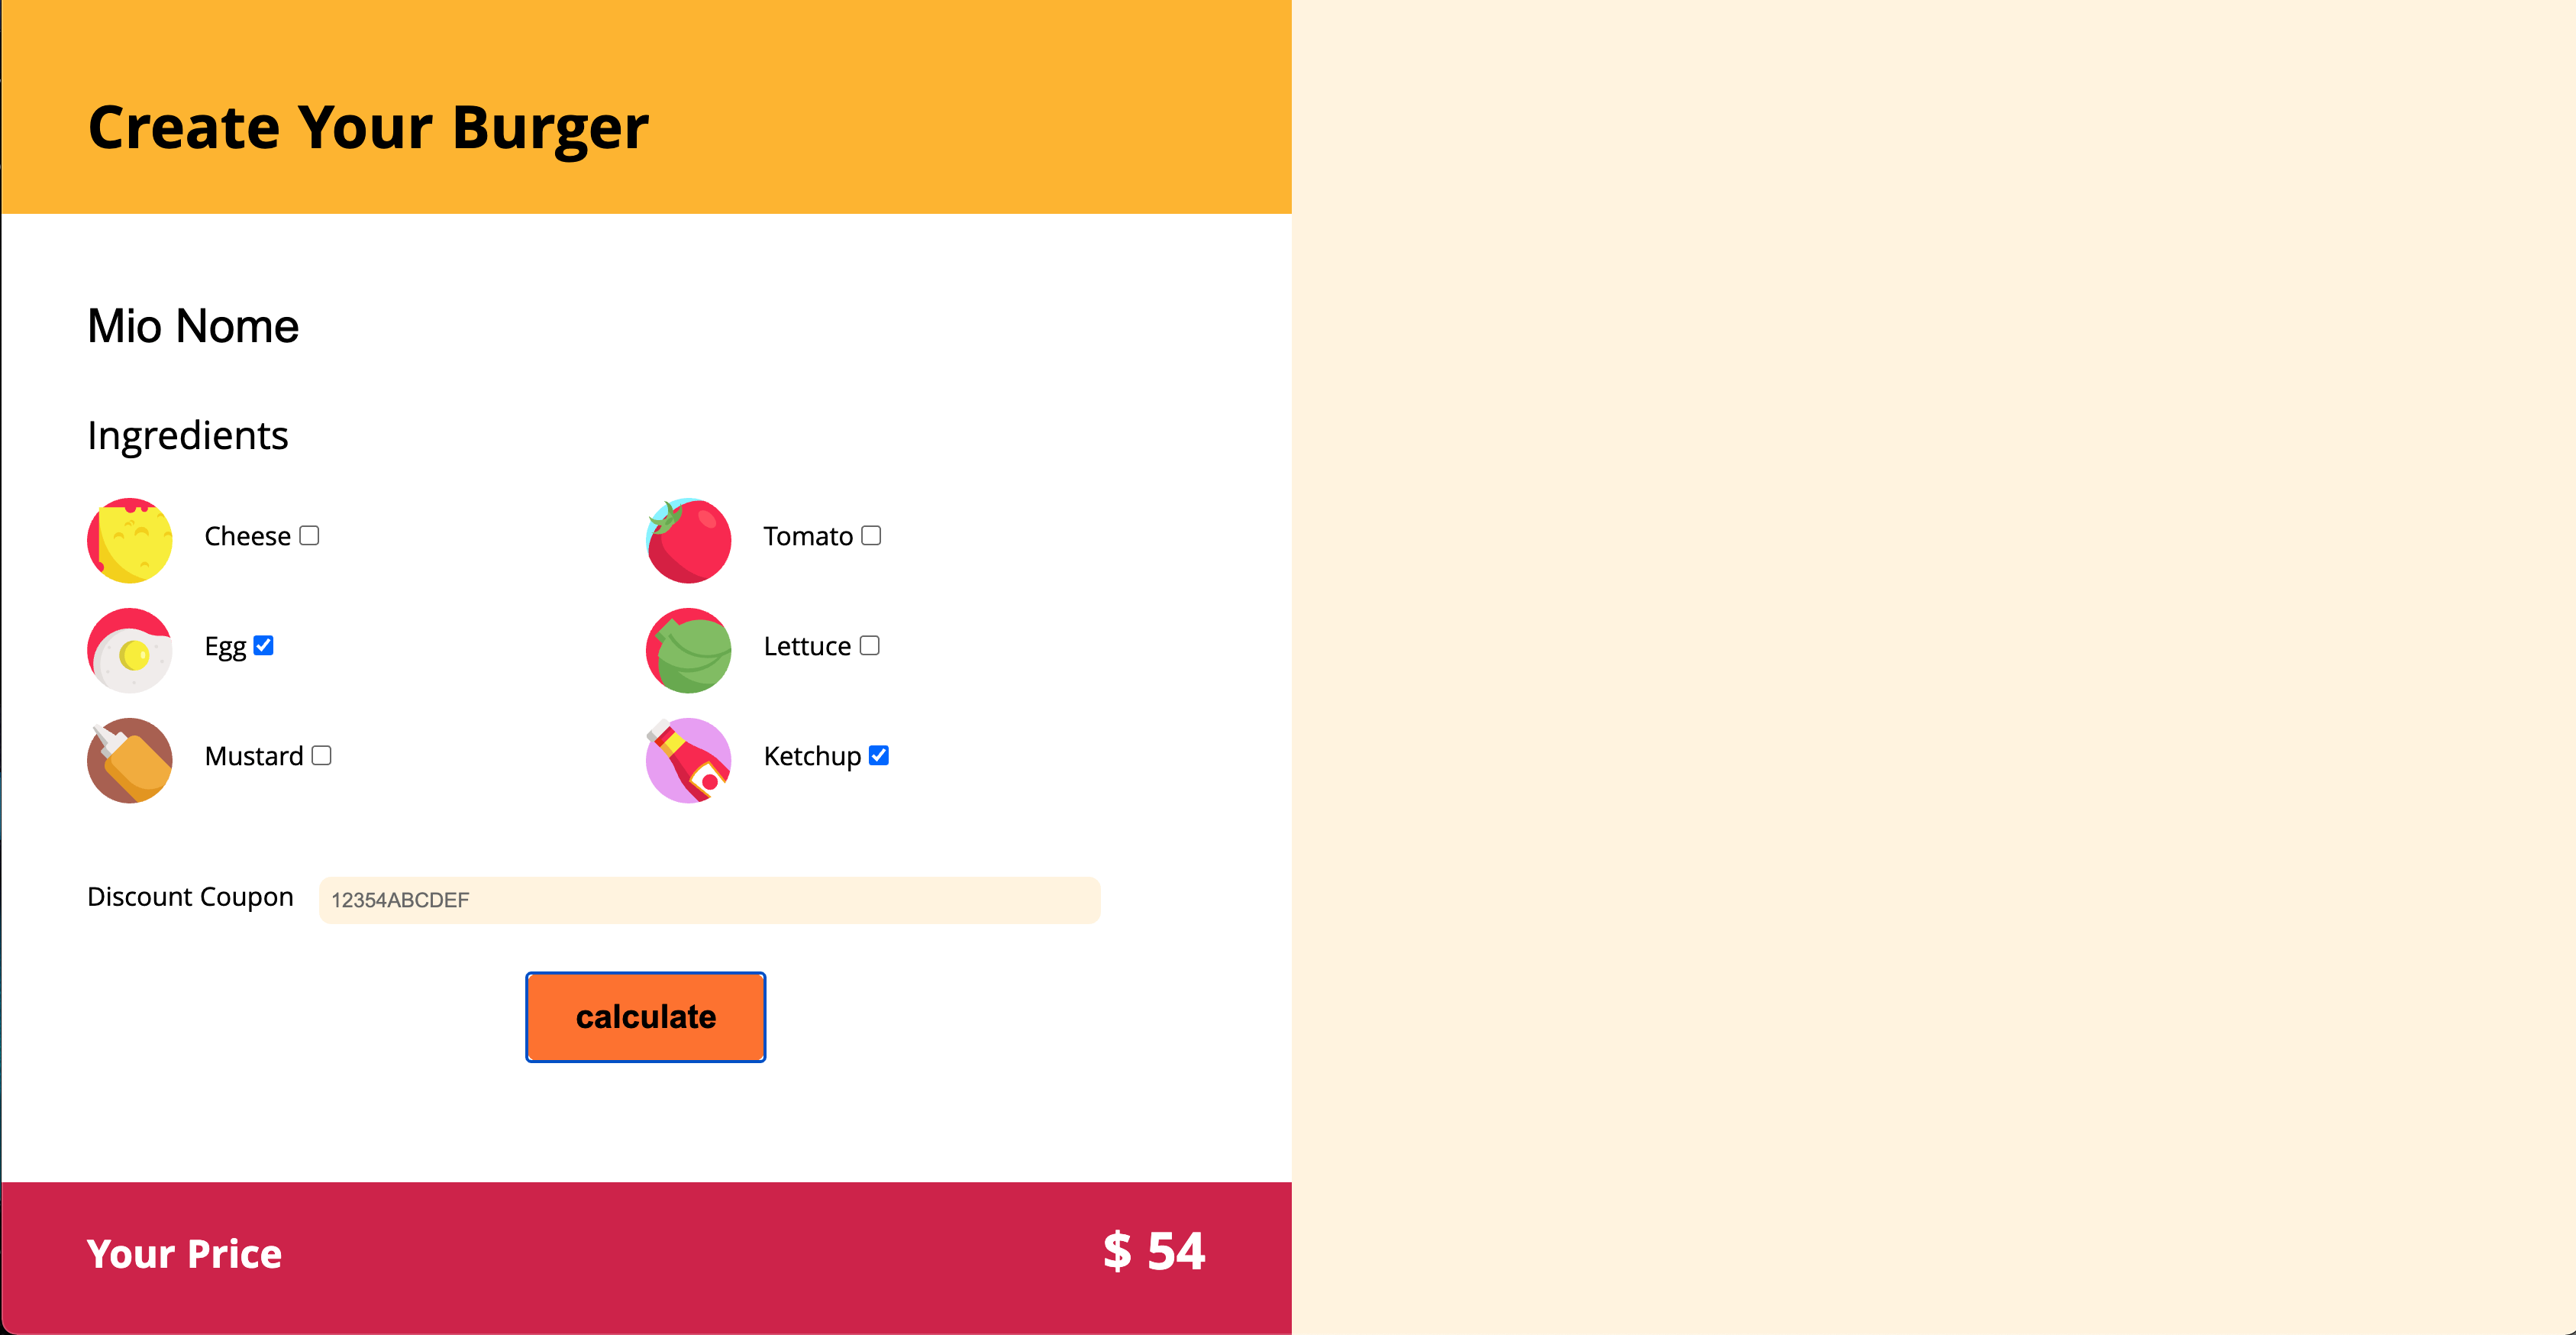 Create Your Burger
Mio Nome
Ingredients
Cheese
Tomato
Egg
Lettuce
Mustard
Ketchup
Discount Coupon 12354ABCDEF
calculate
Your Price $ 54